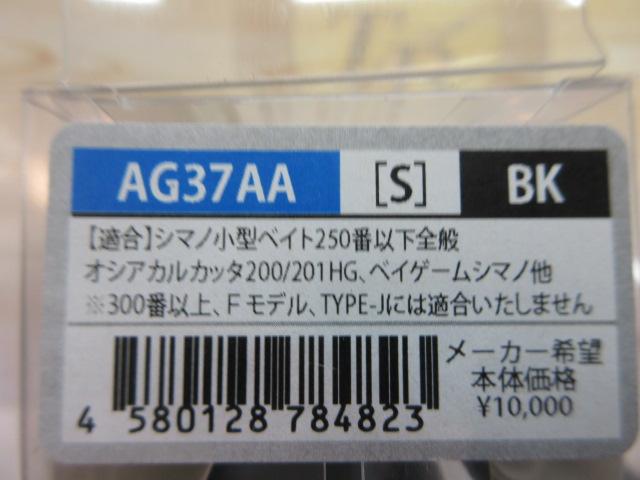 AG37AA [S] BK
【適合】シマノ小型ベイト250番以下全般
オシアカルカッタ200/201HG、ベイゲームシマノ他
※300番以上、Fモデル、TYPE-Jには適合いたしません
メーカー希望
本体価格
¥10,000
4 580128 784823